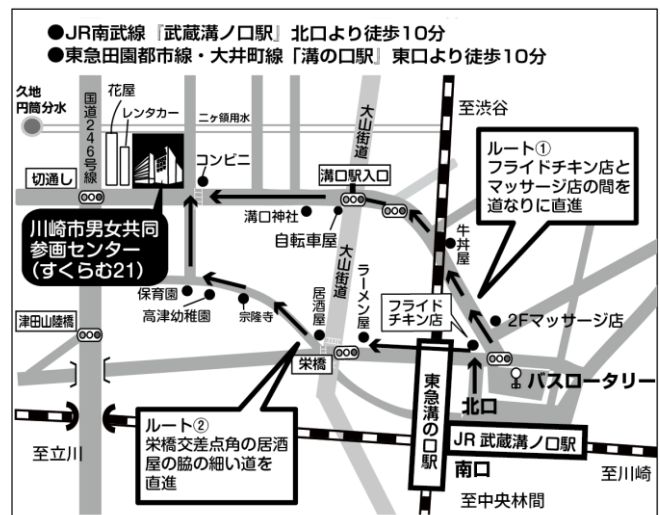 ●JR南武線『武蔵溝ノ口駅』北口より徒歩10分
●東急田園都市線・大井町線「溝の口駅」東口より徒歩10分
久地
円筒分水
国道246号線
花屋
レンタカー
二ヶ領用水
大山街道
至渋谷
コンビニ
切通し
溝口駅入口
ルート①
フライドチキン店と
マッサージ店の間を
道なりに直進
川崎市男女共同
参画センター
(すくらむ21)
溝口神社
自転車屋
牛丼屋
大山街道
保育園
高津幼稚園
宗隆寺
居酒屋
ラーメン屋
フライド
チキン店
2Fマッサージ店
津田山陸橋
栄橋
北口
バスロータリー
ルート②
栄橋交差点角の居酒
屋の脇の細い道を
直進
東急溝の口駅
JR 武蔵溝ノ口駅
南口
至立川
至川崎
至中央林間